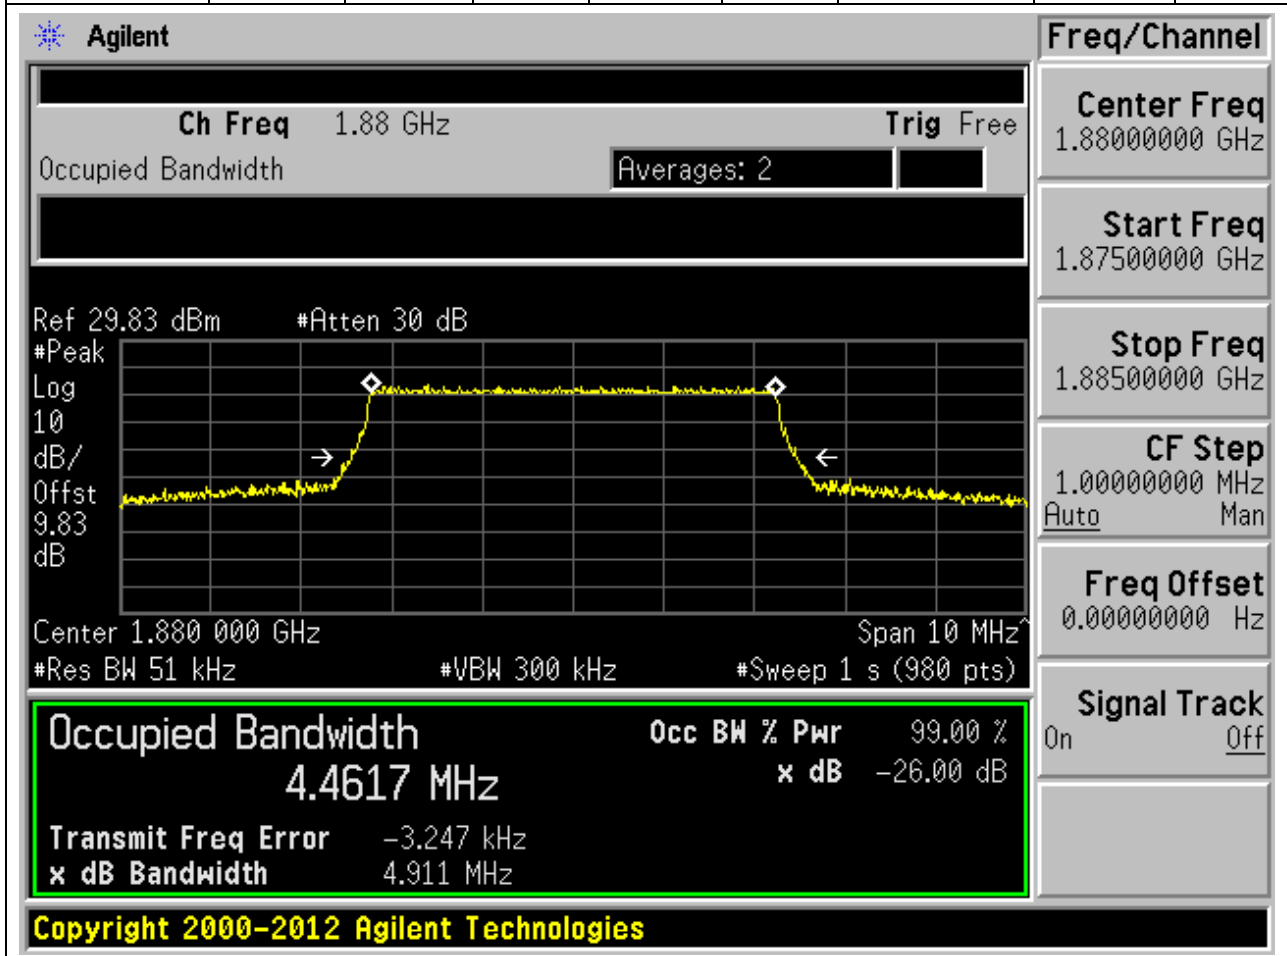 Agilent
Freq/Channel
Ch Freq 1.88 GHz Trig Free
Occupied Bandwidth Averages: 2
Center Freq
1.88000000 GHz
Start Freq
1.87500000 GHz
Stop Freq
1.88500000 GHz
CF Step
1.00000000 MHz
Auto Man
Freq Offset
0.00000000 Hz
Signal Track
On Off
Ref 29.83 dBm #Atten 30 dB
#Peak
Log
10
dB/
Offst
9.83
dB
Center 1.880 000 GHz Span 10 MHz^
#Res BW 51 kHz #VBW 300 kHz #Sweep 1 s (980 pts)
Occupied Bandwidth Occ BW % Pwr 99.00 %
4.4617 MHz x dB -26.00 dB
Transmit Freq Error -3.247 kHz
x dB Bandwidth 4.911 MHz
Copyright 2000-2012 Agilent Technologies